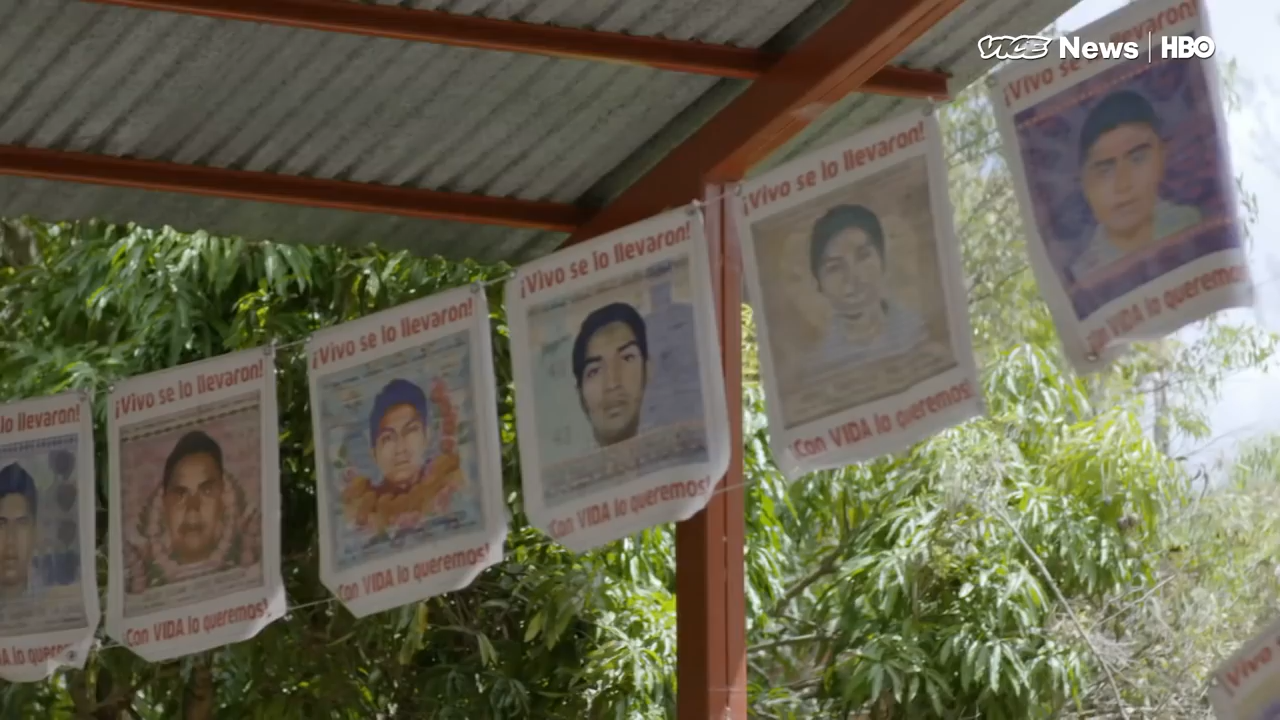 VICE News | HBO
¡Vivo se lo llevaron!
¡Con VIDA lo queremos
¡Vivo se lo llevaron!
¡Con VIDA lo queremos!
¡Vivo se lo llevaron!
¡Con VIDA lo queremos!
¡Vivo se lo llevaron!
Con VIDA lo queremos!
¡Vivo se lo llevaron!
¡Con VIDA lo queremos!
lo llevaron!
lo
¡Vivo